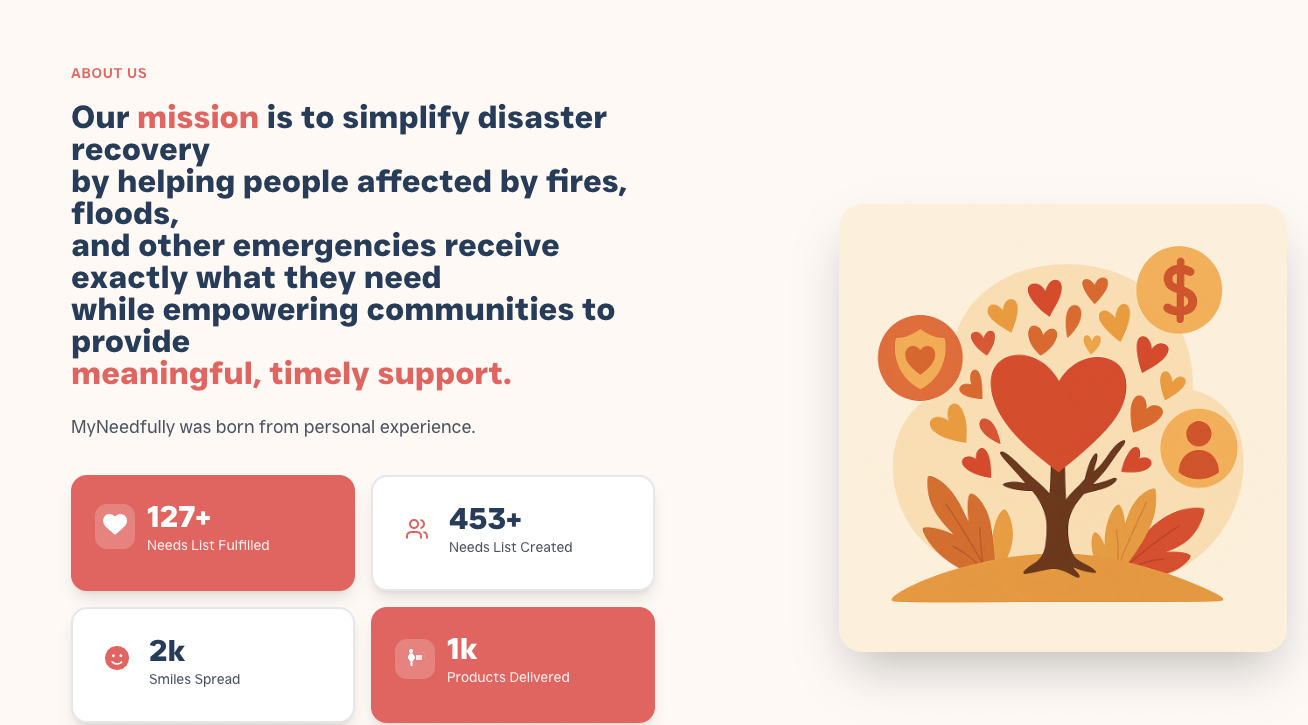 ABOUT US
Our mission is to simplify disaster
recovery
by helping people affected by fires,
floods,
and other emergencies receive
exactly what they need
while empowering communities to
provide
meaningful, timely support.
MyNeedfully was born from personal experience.
127+
Needs List Fulfilled
453+
Needs List Created
2k
Smiles Spread
1k
Products Delivered
$